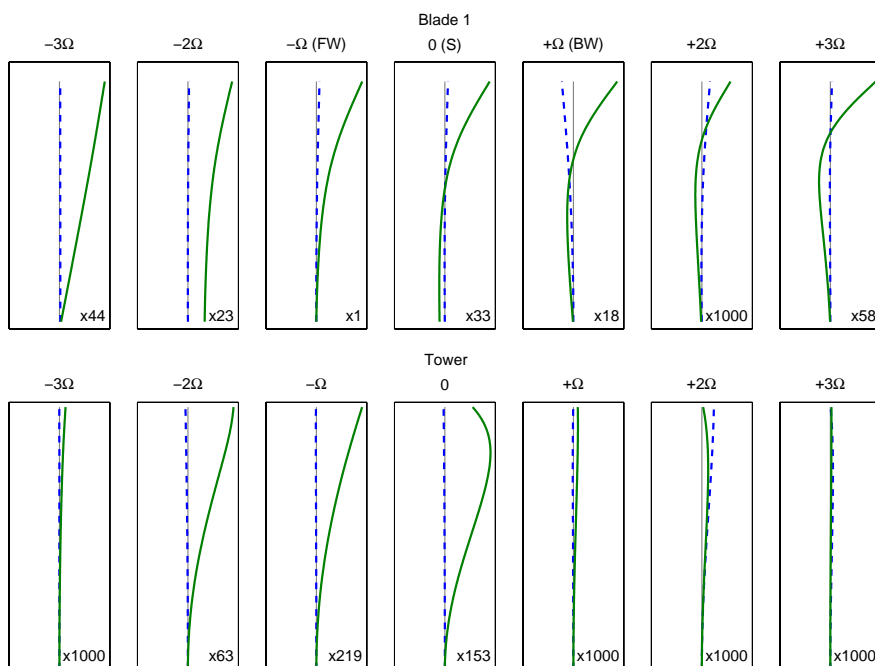 Blade 1
−3Ω −2Ω −Ω (FW) 0 (S) +Ω (BW) +2Ω +3Ω
x44 x23 x1 x33 x18 x1000 x58
Tower
−3Ω −2Ω −Ω 0 +Ω +2Ω +3Ω
x1000 x63 x219 x153 x1000 x1000 x1000